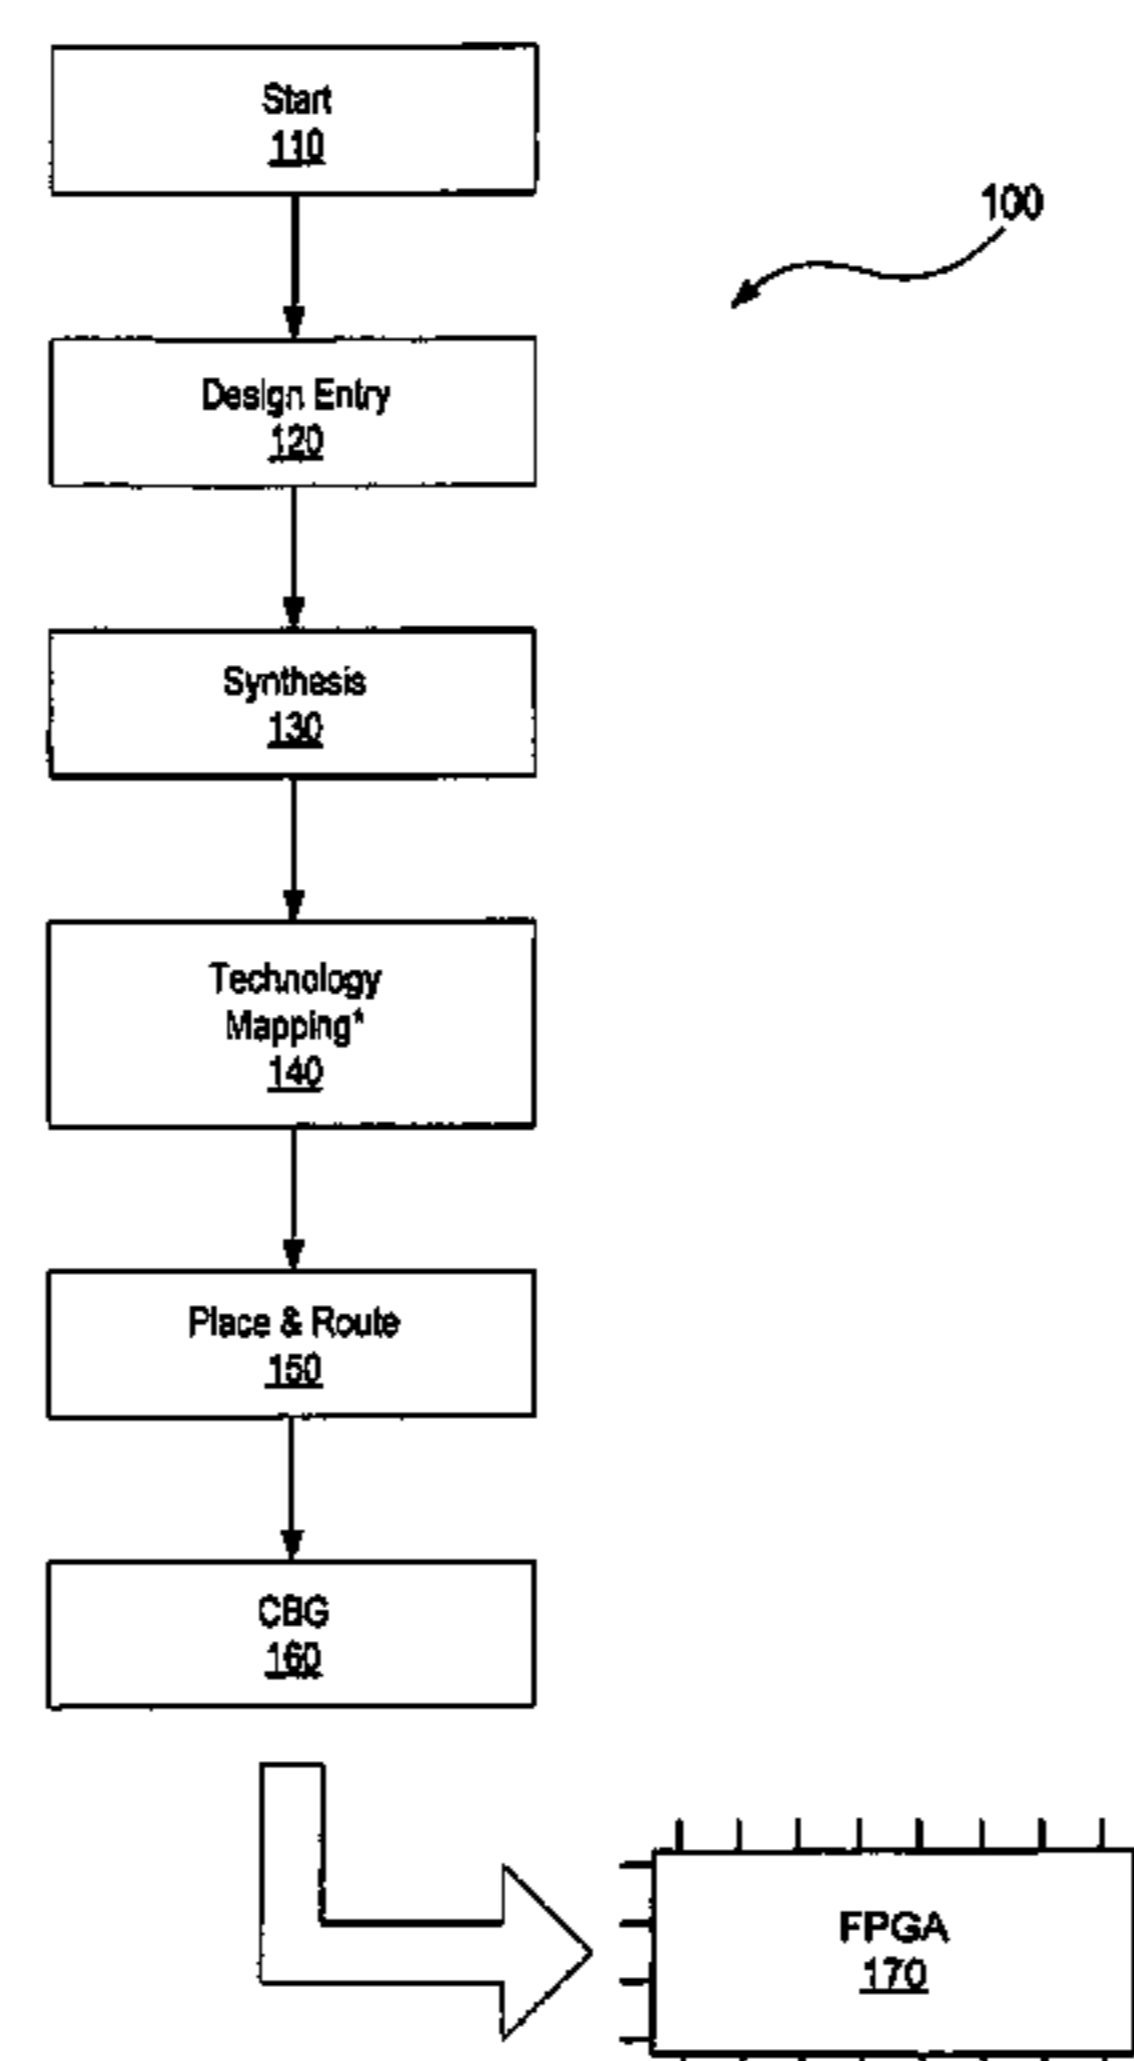 Start
110
100
Design Entry
120
Synthesis
130
Technology
Mapping*
140
Place & Route
150
CBG
160
FPGA
170